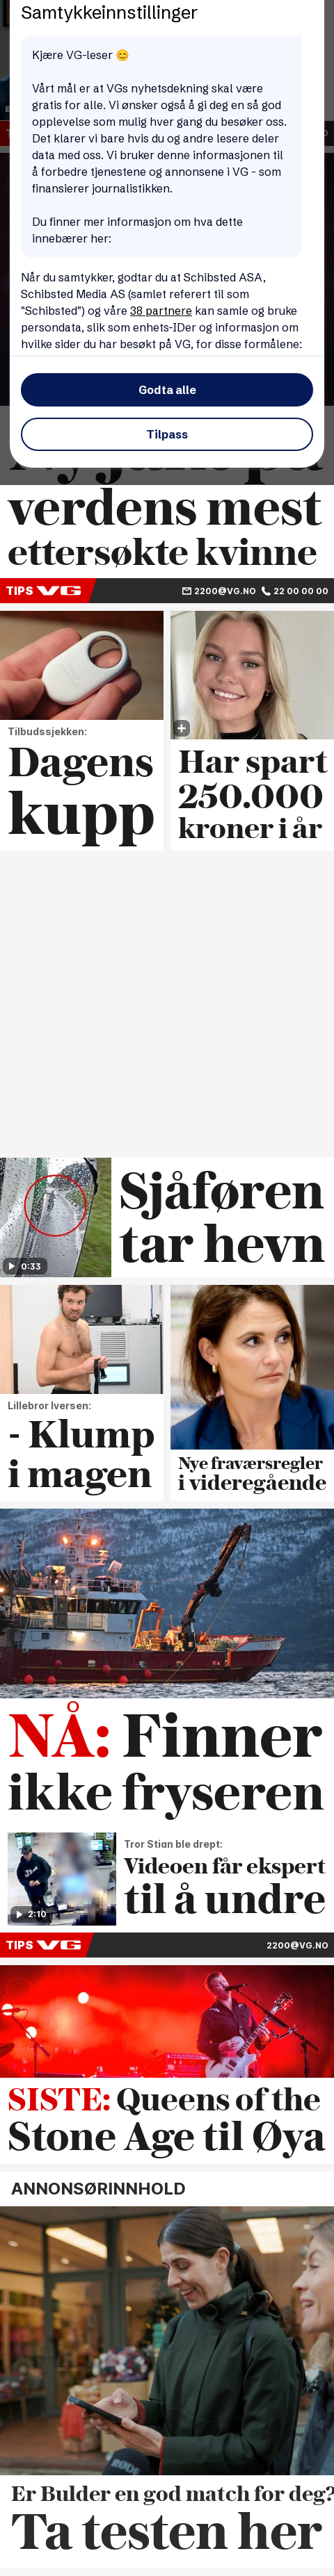 Samtykkeinnstillinger
Kjære VG-leser 😊
Vårt mål er at VGs nyhetsdekning skal være
gratis for alle. Vi ønsker også å gi deg en så god
opplevelse som mulig hver gang du besøker oss.
Det klarer vi bare hvis du og andre lesere deler
data med oss. Vi bruker denne informasjonen til
å forbedre tjenestene og annonsene i VG - som
finansierer journalistikken.
Du finner mer informasjon om hva dette
innebærer her:
Når du samtykker, godtar du at Schibsted ASA,
Schibsted Media AS (samlet referert til som
"Schibsted") og våre 38 partnere kan samle og bruke
persondata, slik som enhets-IDer og informasjon om
hvilke sider du har besøkt på VG, for disse formålene:
Godta alle
Tilpass
verdens mest
ettersøkte kvinne
TIPS VG 2200@VG.NO 22 00 00 00
Tilbudssjekken:
Dagens
kupp
Har spart
250.000
kroner i år
0:33
Sjåføren
tar hevn
Lillebror Iversen:
- Klump
i magen
Nye fraværsregler
i videregående
NÅ: Finner
ikke fryseren
2:10
Tror Stian ble drept:
Videoen får ekspert
til å undre
TIPS VG 2200@VG.NO
SISTE: Queens of the
Stone Age til Øya
ANNONSØRINNHOLD
RØDE
Er Bulder en god match for deg?
Ta testen her